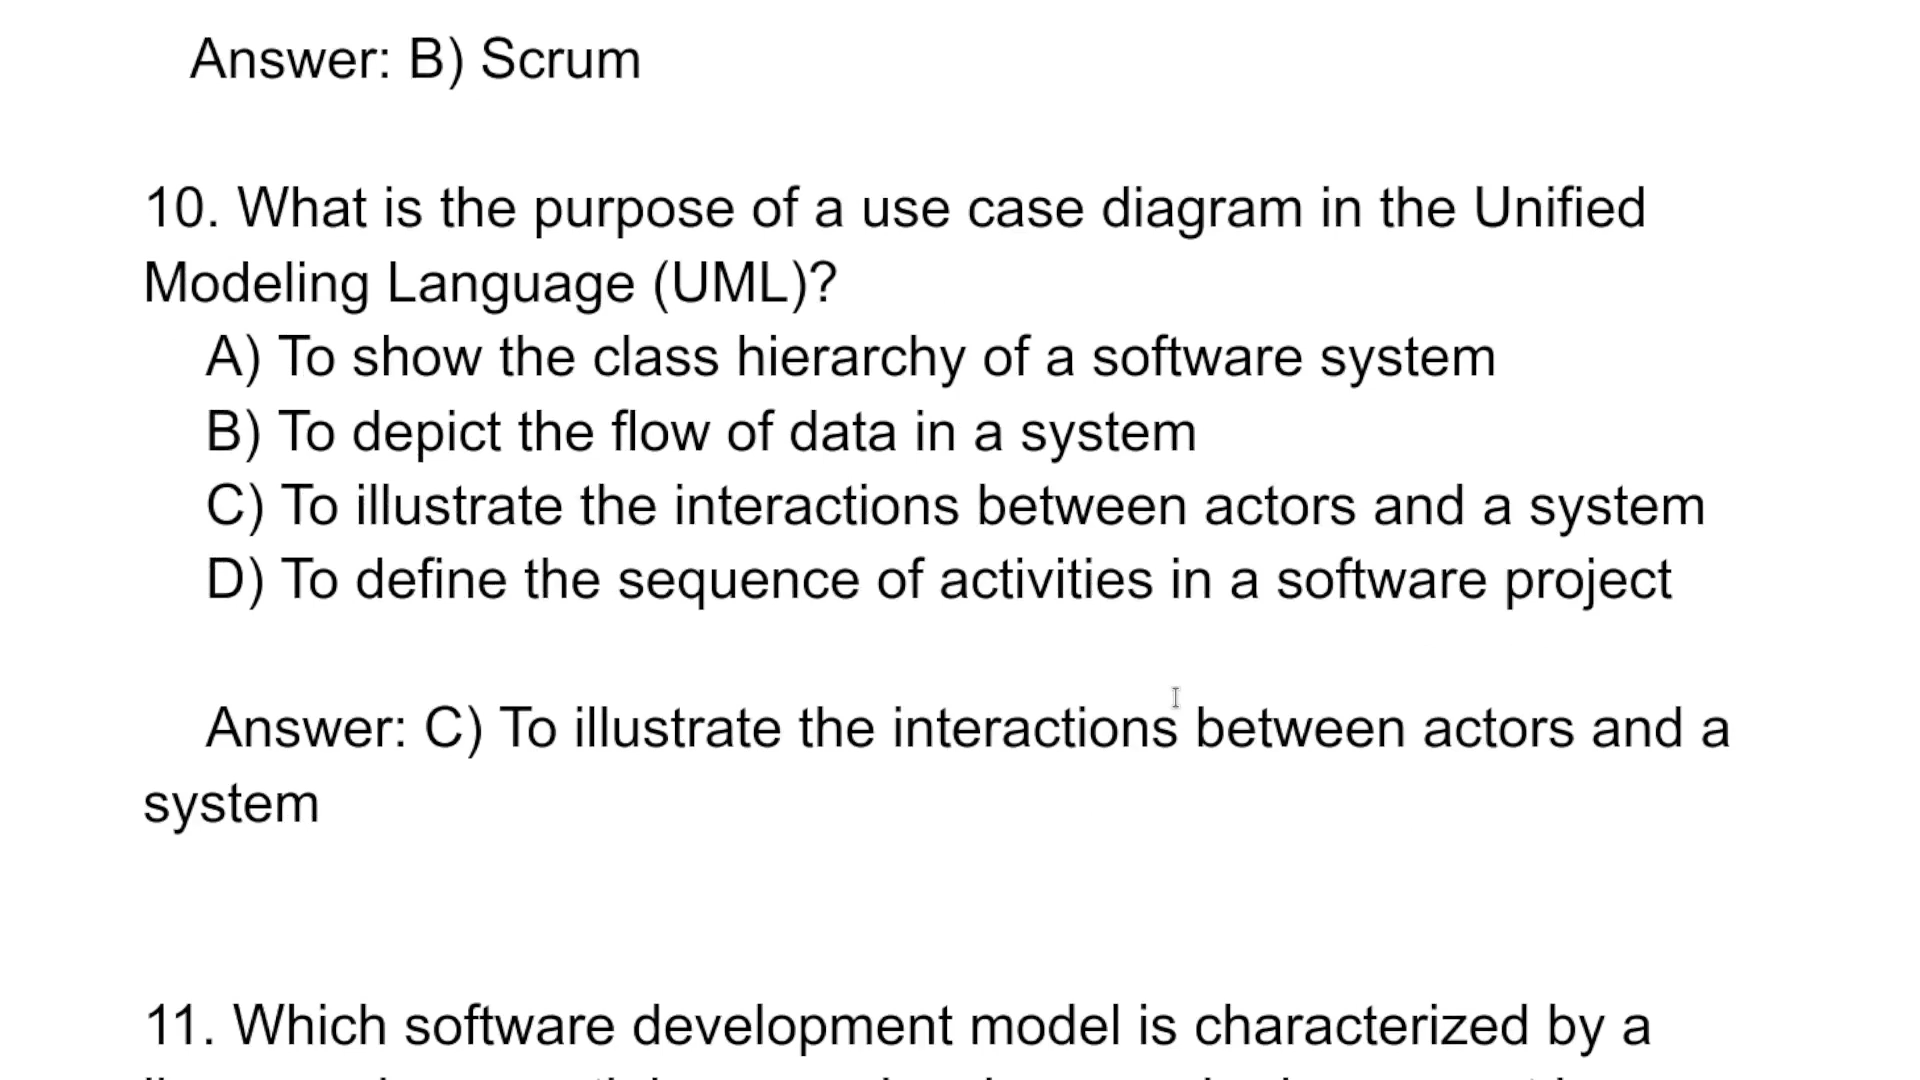 Answer: B) Scrum
10. What is the purpose of a use case diagram in the Unified
Modeling Language (UML)?
A) To show the class hierarchy of a software system
B) To depict the flow of data in a system
C) To illustrate the interactions between actors and a system
D) To define the sequence of activities in a software project
Answer: C) To illustrate the interactions between actors and a
system
11. Which software development model is characterized by a